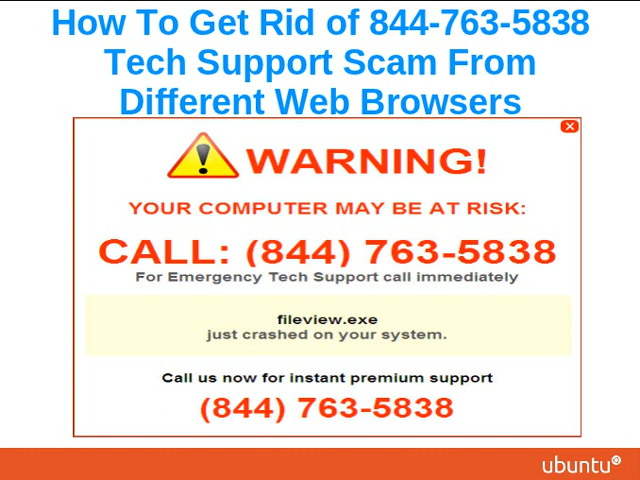 How To Get Rid of 844-763-5838
Tech Support Scam From
Different Web Browsers
WARNING!
YOUR COMPUTER MAY BE AT RISK:
CALL: (844) 763-5838
For Emergency Tech Support call immediately
fileview.exe
just crashed on your system.
Call us now for instant premium support
(844) 763-5838
ubuntu